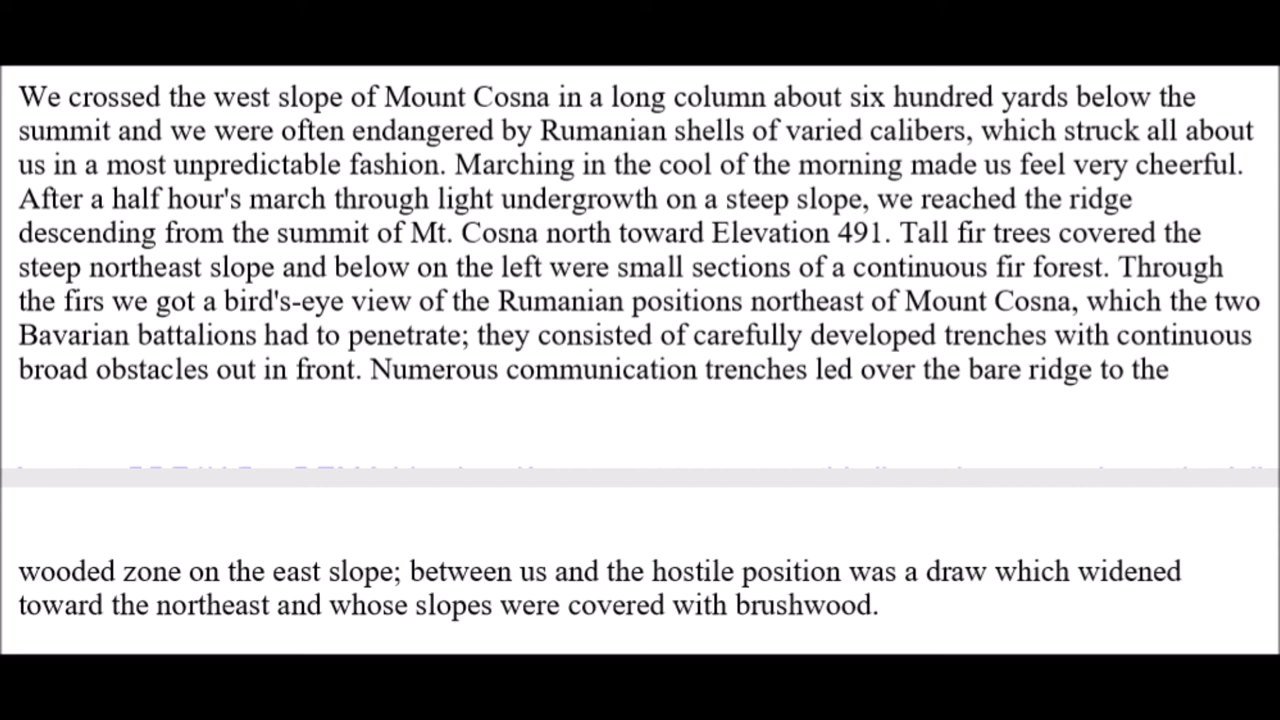 We crossed the west slope of Mount Cosna in a long column about six hundred yards below the
summit and we were often endangered by Rumanian shells of varied calibers, which struck all about
us in a most unpredictable fashion. Marching in the cool of the morning made us feel very cheerful.
After a half hour's march through light undergrowth on a steep slope, we reached the ridge
descending from the summit of Mt. Cosna north toward Elevation 491. Tall fir trees covered the
steep northeast slope and below on the left were small sections of a continuous fir forest. Through
the firs we got a bird's-eye view of the Rumanian positions northeast of Mount Cosna, which the two
Bavarian battalions had to penetrate; they consisted of carefully developed trenches with continuous
broad obstacles out in front. Numerous communication trenches led over the bare ridge to the
wooded zone on the east slope; between us and the hostile position was a draw which widened
toward the northeast and whose slopes were covered with brushwood.